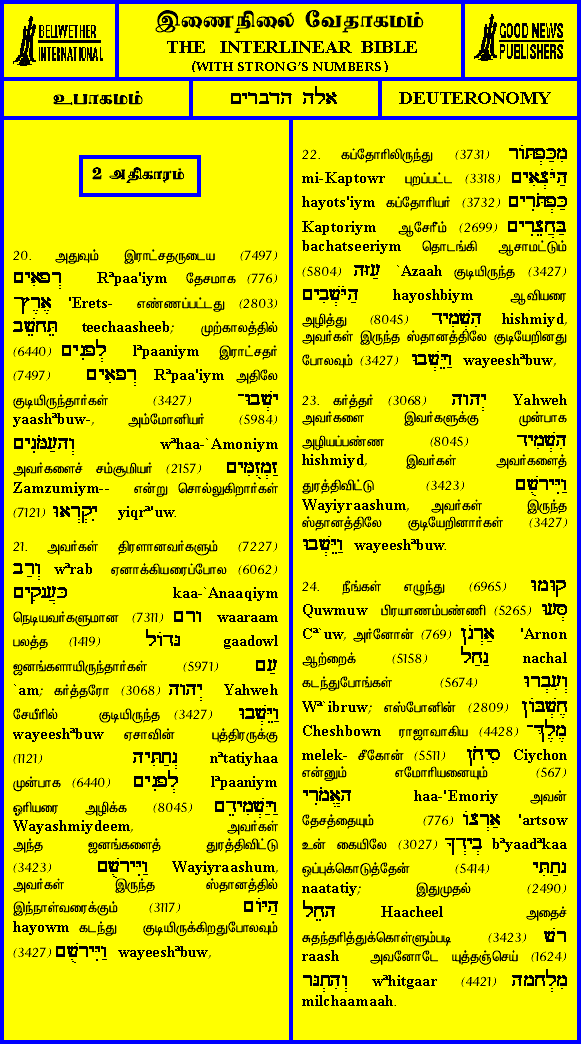 BELLWETHER
INTERNATIONAL
இணைநிலை வேதாகமம்
THE INTERLINEAR BIBLE
(WITH STRONG'S NUMBERS)
GOOD NEWS
PUBLISHERS
உபாகமம்
אלה הדברים
DEUTERONOMY
2 அதிகாரம்
20. அதுவும் இராட்சதருடைய (7497)
רְפָאִים Rᵊpaa'iym தேசமாக (776)
אֶרֶץ 'Erets- எண்ணப்பட்டது (2803)
תֵּחָשֵׁב teechaasheeb; முற்காலத்தில்
(6440) לְפָנִים lᵊpaaniym இராட்சதர்
(7497) רְפָאִים Rᵊpaa'iym அதிலே
குடியிருந்தார்கள் (3427) יָשְׁבוּ־
yaashᵊbuw-, அம்மோனியர் (5984)
וְהָעַמֹּנִים wᵊhaa-`Amoniym
அவர்களைச் சம்சூமியர் (2157) זַמְזֻמִּים
Zamzumiym-- என்று சொல்லுகிறார்கள்
(7121) יִקְרְאוּ yiqrᵊ'uw.
21. அவர்கள் திரளானவர்களும் (7227)
וְרַב wᵊrab ஏனாக்கியரைப்போல (6062)
כָּעֲנָקִים kaa-`Anaaqiym
நெடியவர்களுமான (7311) ורם waaraam
பலத்த (1419) גָּדוֹל gaadowl
ஜனங்களாயிருந்தார்கள் (5971) עַם
`am; கர்த்தரோ (3068) יְהוָה Yahweh
சேயீரில் குடியிருந்த (3427) וַיֵּשְׁבוּ
wayeeshᵊbuw ஏசாவின் புத்திரருக்கு
(1121) נְתַתִּיהָ nᵊtatiyhaa
முன்பாக (6440) לְפָנִים lᵊpaaniym
ஒரியரை அழிக்க (8045) וַיַּשְׁמִידֵם
Wayashmiydeem, அவர்கள்
அந்த ஜனங்களைத் துரத்திவிட்டு
(3423) וַיִּירָשֻׁם Wayiyraashum,
அவர்கள் இருந்த ஸ்தானத்தில்
இந்நாள்வரைக்கும் (3117) הַיּוֹם
hayowm கடந்து குடியிருக்கிறதுபோலவும்
(3427) וַיִּירָשֻׁם wayeeshᵊbuw,
22. கப்தோரிலிருந்து (3731) מִכַּפְתּוֹר
mi-Kaptowr புறப்பட்ட (3318) הַיֹּצְאִים
hayots'iym கப்தோரியர் (3732) כַּפְתֹּרִים
Kaptoriym ஆசேரீம் (2699) בַּחֲצֵרִים
bachatseeriym தொடங்கி ஆசாமட்டும்
(5804) עַזָּה `Azaah குடியிருந்த (3427)
הַיֹּשְׁבִים hayoshbiym ஆவியரை
அழித்து (8045) הִשְׁמִיד hishmiyd,
அவர்கள் இருந்த ஸ்தானத்திலே குடியேறினது
போலவும் (3427) וַיֵּשְׁבוּ wayeeshᵊbuw,
23. கர்த்தர் (3068) יְהוָה Yahweh
அவர்களை இவர்களுக்கு முன்பாக
அழியப்பண்ண (8045) הִשְׁמִיד
hishmiyd, இவர்கள் அவர்களைத்
துரத்திவிட்டு (3423) וַיִּירָשֻׁם
Wayiyraashum, அவர்கள் இருந்த
ஸ்தானத்திலே குடியேறினார்கள் (3427)
וַיֵּשְׁבוּ wayeeshᵊbuw.
24. நீங்கள் எழுந்து (6965) קוּמוּ
Quwmuw பிரயாணம்பண்ணி (5265) סְּעוּ
Cᵊ`uw, அர்னோன் (769) אַרְנֹן 'Arnon
ஆற்றைக் (5158) נַחַל nachal
கடந்துபோங்கள் (5674) וְעִבְרוּ
Wᵊ`ibruw; எஸ்போனின் (2809) חֶשְׁבּוֹן
Cheshbown ராஜாவாகிய (4428) מֶלֶךְ־
melek- சீகோன் (5511) סִיחֹן Ciychon
என்னும் எமோரியனையும் (567)
הָאֱמֹרִי haa-'Emoriy அவன்
தேசத்தையும் (776) אַרְצוֹ 'artsow
உன் கையிலே (3027) בְיָדְךָ bᵊyaadᵊkaa
ஒப்புக்கொடுத்தேன் (5414) נָתַתִּי
naatatiy; இதுமுதல் (2490)
הָחֵל Haacheel அதைச்
சுதந்தரித்துக்கொள்ளும்படி (3423) רָשׁ
raash அவனோடே யுத்தஞ்செய் (1624)
וְהִתְגָּר wᵊhitgaar (4421) מִלְחָמָה
milchaamaah.